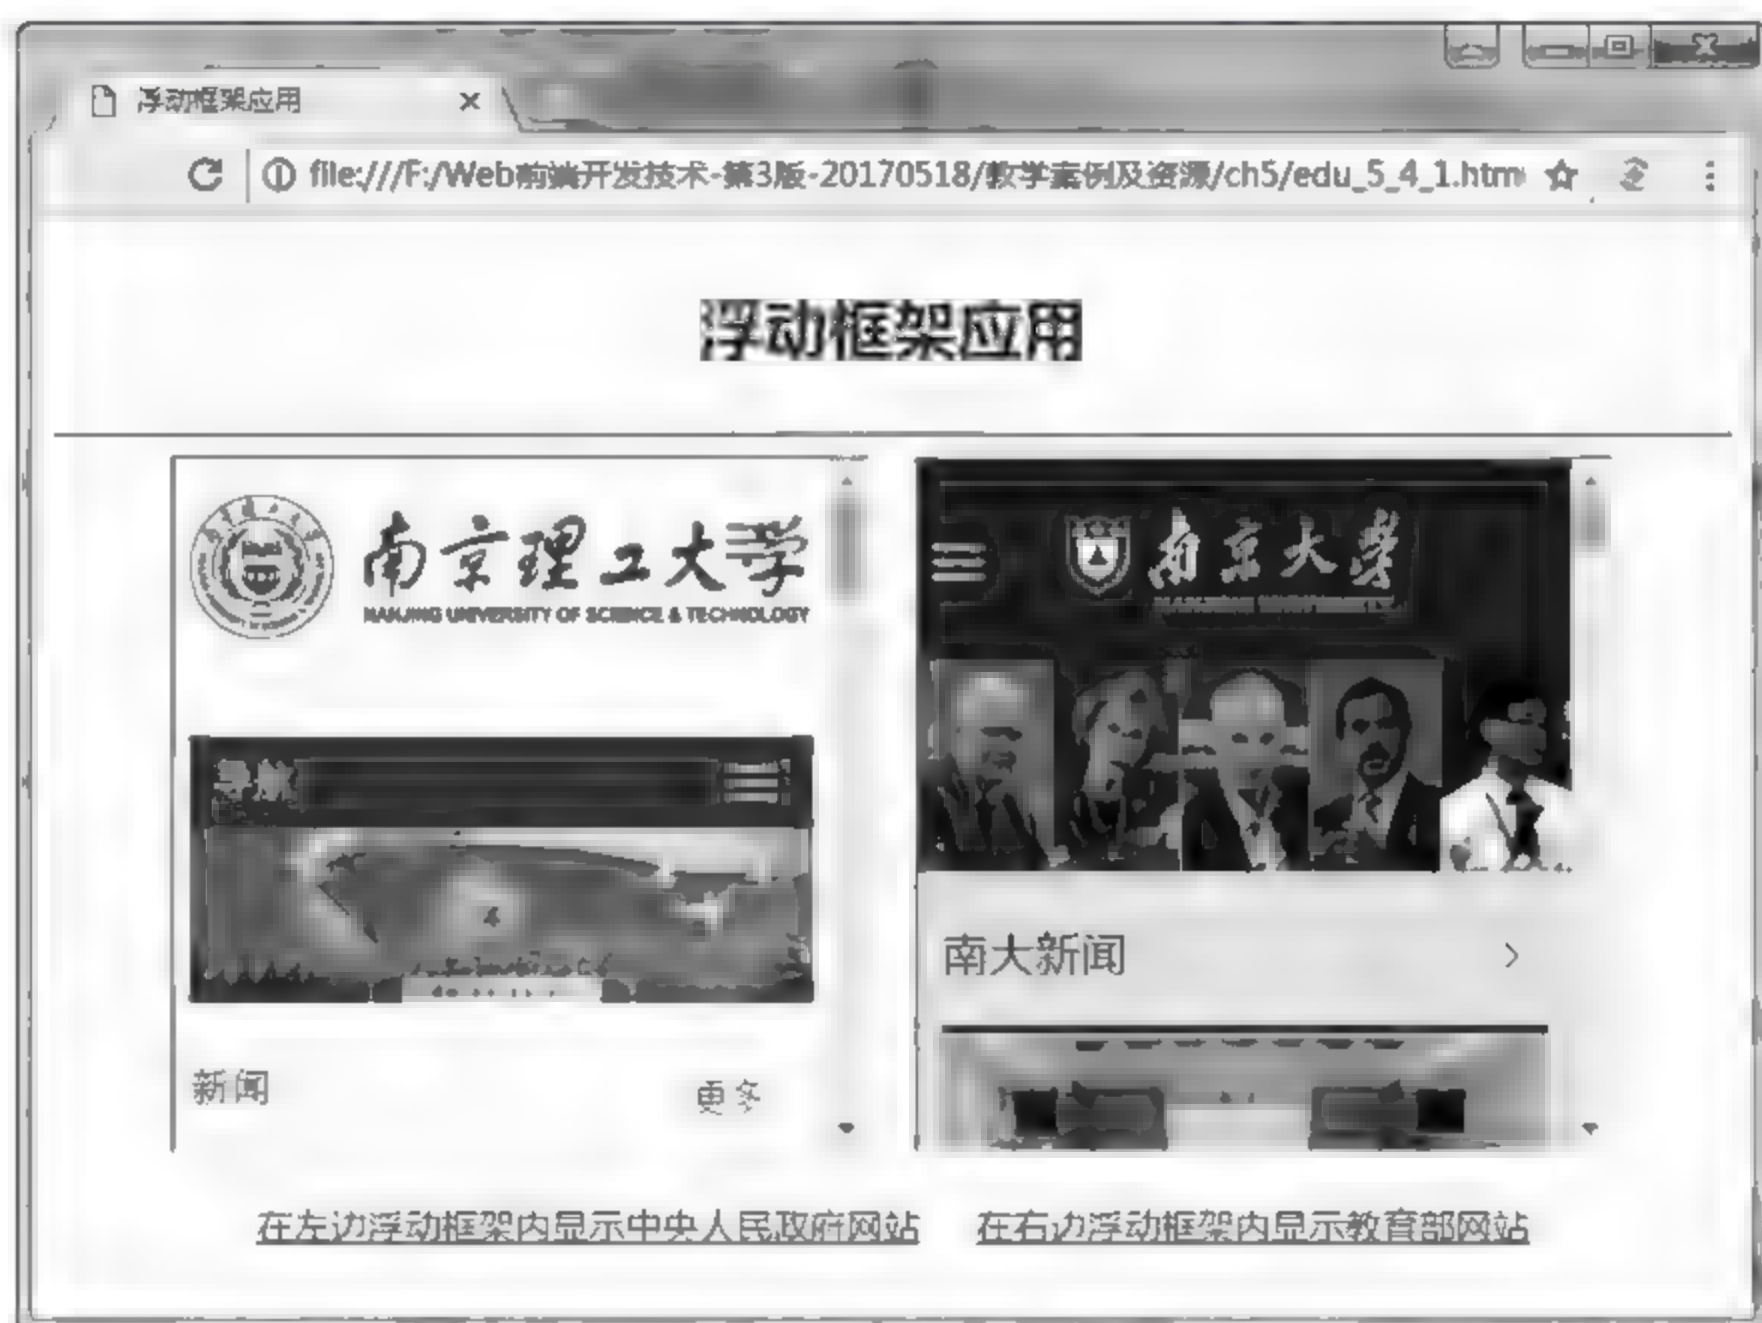 浮动框架应用
file:///F:/Web前端开发技术-第3版-20170518/教学案例及资源/ch5/edu_5_4_1.htm
浮动框架应用
南京理工大学
NANJING UNIVERSITY OF SCIENCE & TECHNOLOGY
南京大学
南大新闻
新闻
更多
在左边浮动框架内显示中央人民政府网站
在右边浮动框架内显示教育部网站